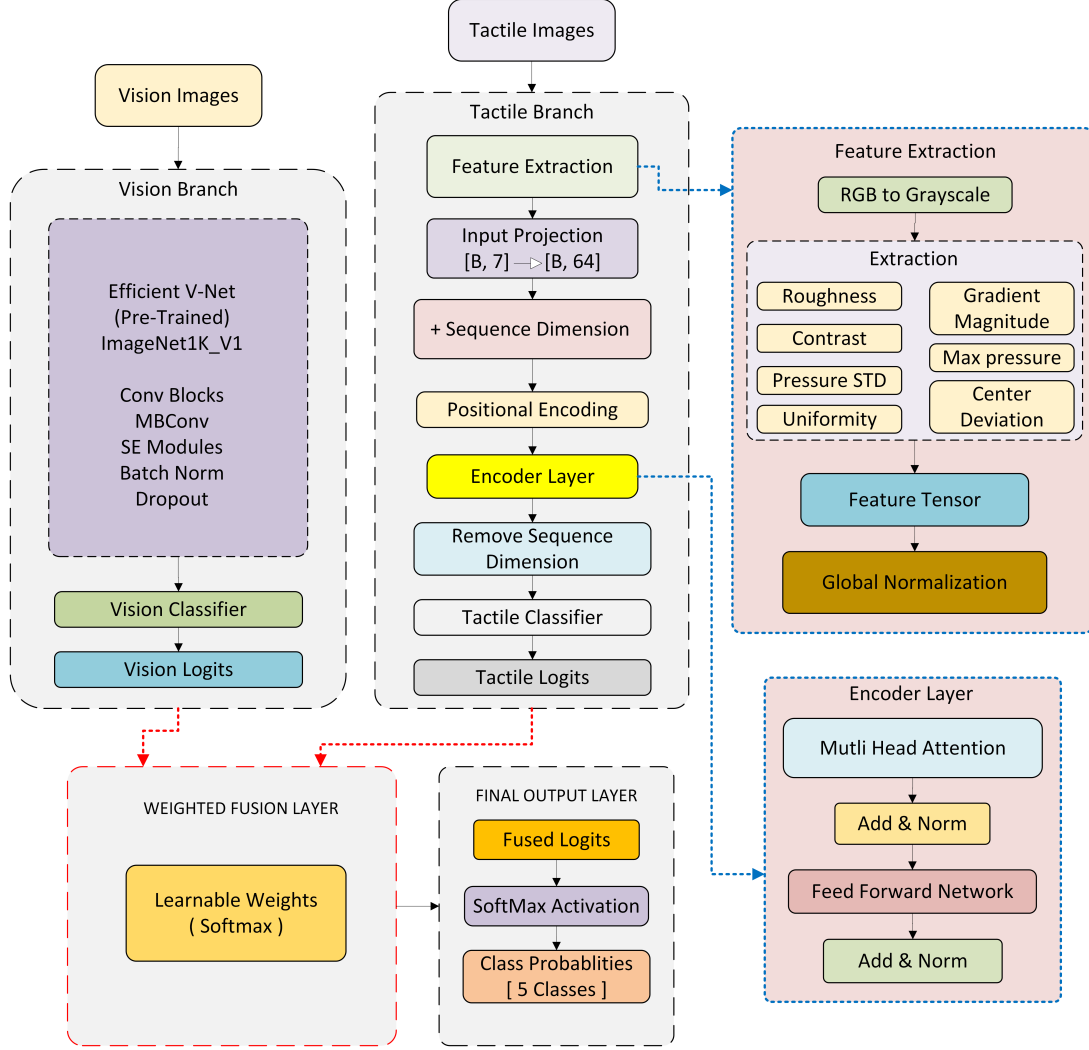 Tactile Images
Vision Images
Vision Branch
Efficient V-Net
(Pre-Trained)
ImageNet1K_V1
Conv Blocks
MBConv
SE Modules
Batch Norm
Dropout
Vision Classifier
Vision Logits
Tactile Branch
Feature Extraction
Input Projection
[B, 7] → [B, 64]
+ Sequence Dimension
Positional Encoding
Encoder Layer
Remove Sequence
Dimension
Tactile Classifier
Tactile Logits
Feature Extraction
RGB to Grayscale
Extraction
Roughness
Contrast
Pressure STD
Uniformity
Gradient
Magnitude
Max pressure
Center
Deviation
Feature Tensor
Global Normalization
Encoder Layer
Mutli Head Attention
Add & Norm
Feed Forward Network
Add & Norm
WEIGHTED FUSION LAYER
Learnable Weights
( Softmax )
FINAL OUTPUT LAYER
Fused Logits
SoftMax Activation
Class Probablities
[ 5 Classes ]